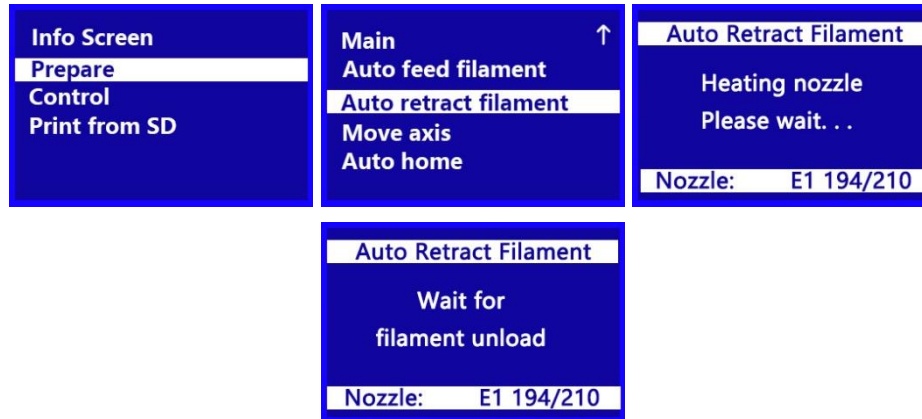 Info Screen
Prepare
Control
Print from SD
Main ↑
Auto feed filament
Auto retract filament
Move axis
Auto home
Auto Retract Filament
Heating nozzle
Please wait. . .
Nozzle: E1 194/210
Auto Retract Filament
Wait for
filament unload
Nozzle: E1 194/210